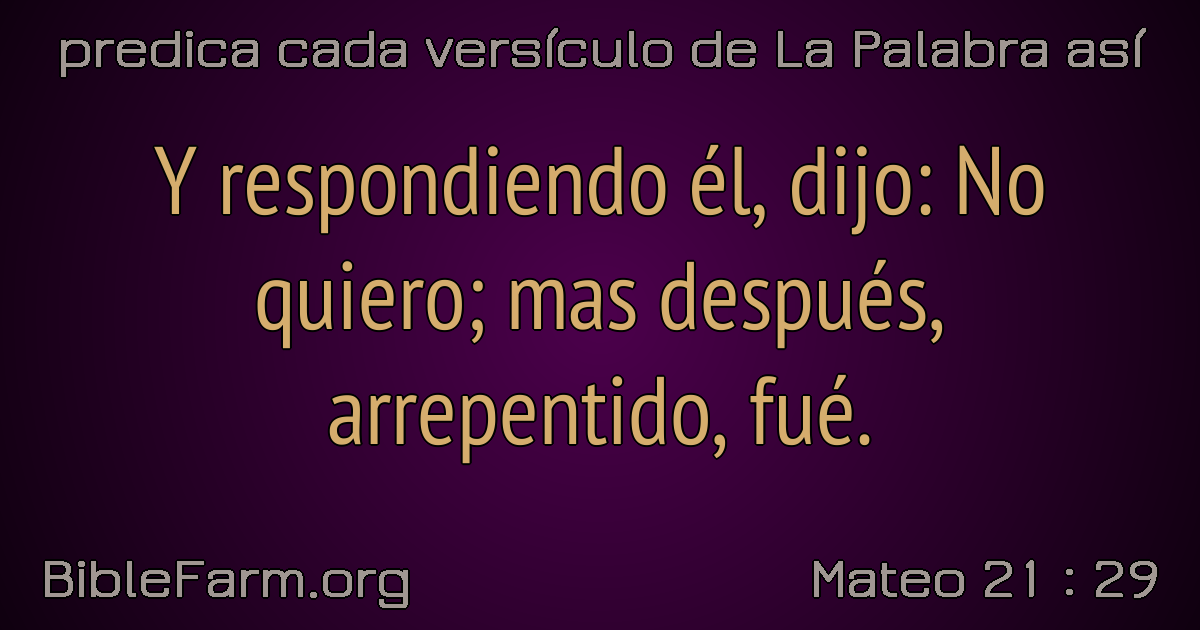 predica cada versículo de La Palabra así
Y respondiendo él, dijo: No
quiero; mas después,
arrepentido, fué.
BibleFarm.org
Mateo 21 : 29